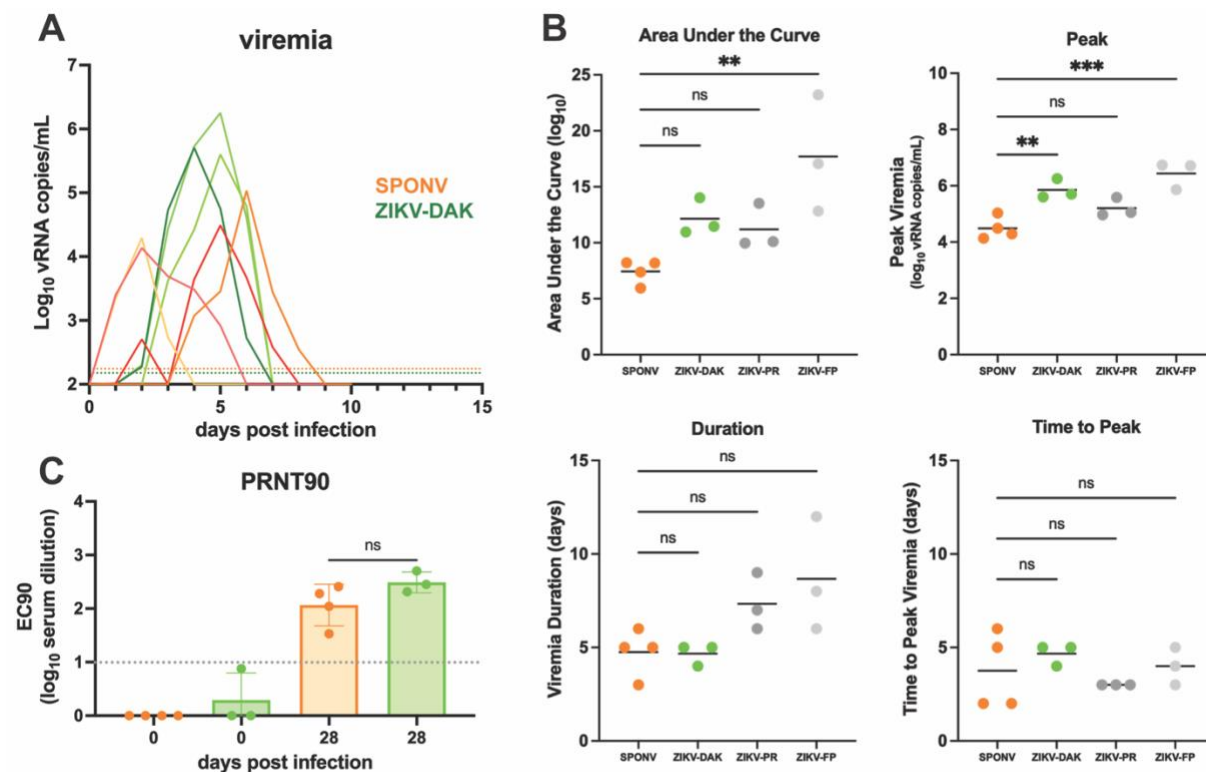 A
viremia
Log10 vRNA copies/mL
7
6
5
4
3
2
0
5
10
15
days post infection
SPONV
ZIKV-DAK
B
Area Under the Curve
Area Under the Curve (log10)
25
20
15
10
5
0
**
ns
ns
SPONV
ZIKV-DAK
ZIKV-PR
ZIKV-FP
Peak
Peak Viremia
(log10 vRNA copies/mL)
10
8
6
4
2
0
***
ns
**
SPONV
ZIKV-DAK
ZIKV-PR
ZIKV-FP
C
PRNT90
EC90
(log10 serum dilution)
4
3
2
1
0
ns
0
0
28
28
days post infection
Duration
Viremia Duration (days)
15
10
5
0
ns
ns
ns
SPONV
ZIKV-DAK
ZIKV-PR
ZIKV-FP
Time to Peak
Time to Peak Viremia (days)
15
10
5
0
ns
ns
ns
SPONV
ZIKV-DAK
ZIKV-PR
ZIKV-FP